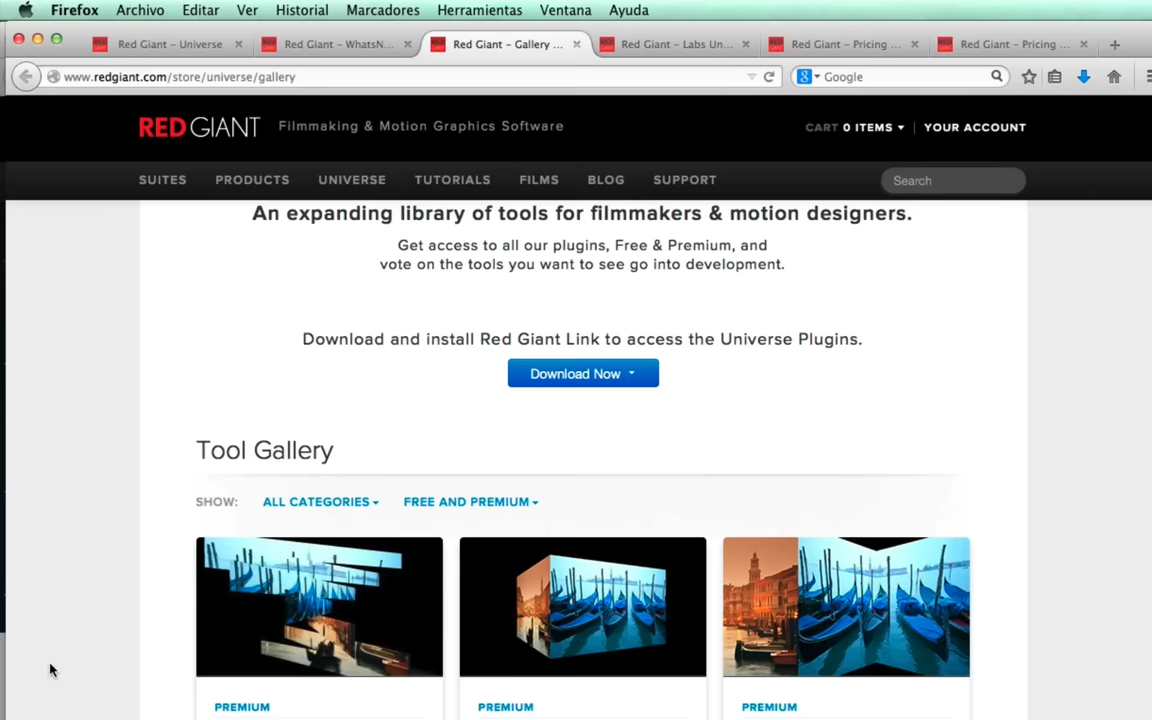 Firefox Archivo Editar Ver Historial Marcadores Herramientas Ventana Ayuda
Red Giant – Universe Red Giant – WhatsN... Red Giant – Gallery ... Red Giant – Labs Un... Red Giant – Pricing ... Red Giant – Pricing ...
www.redgiant.com/store/universe/gallery Google
RED GIANT Filmmaking & Motion Graphics Software CART 0 ITEMS YOUR ACCOUNT
SUITES PRODUCTS UNIVERSE TUTORIALS FILMS BLOG SUPPORT Search
An expanding library of tools for filmmakers & motion designers.
Get access to all our plugins, Free & Premium, and
vote on the tools you want to see go into development.
Download and install Red Giant Link to access the Universe Plugins.
Download Now
Tool Gallery
SHOW: ALL CATEGORIES FREE AND PREMIUM
PREMIUM PREMIUM PREMIUM